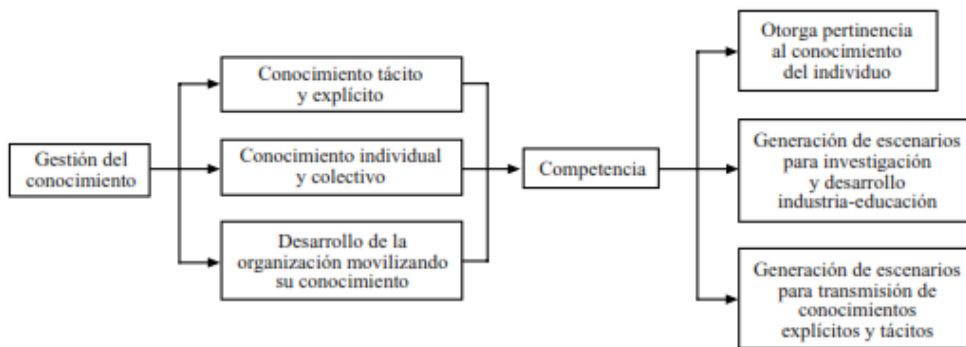 Gestión del
conocimiento
Conocimiento tácito
y explícito
Conocimiento individual
y colectivo
Desarrollo de la
organización movilizando
su conocimiento
Competencia
Otorga pertinencia
al conocimiento
del individuo
Generación de escenarios
para investigación
y desarrollo
industria-educación
Generación de escenarios
para transmisión de
conocimientos
explícitos y tácitos